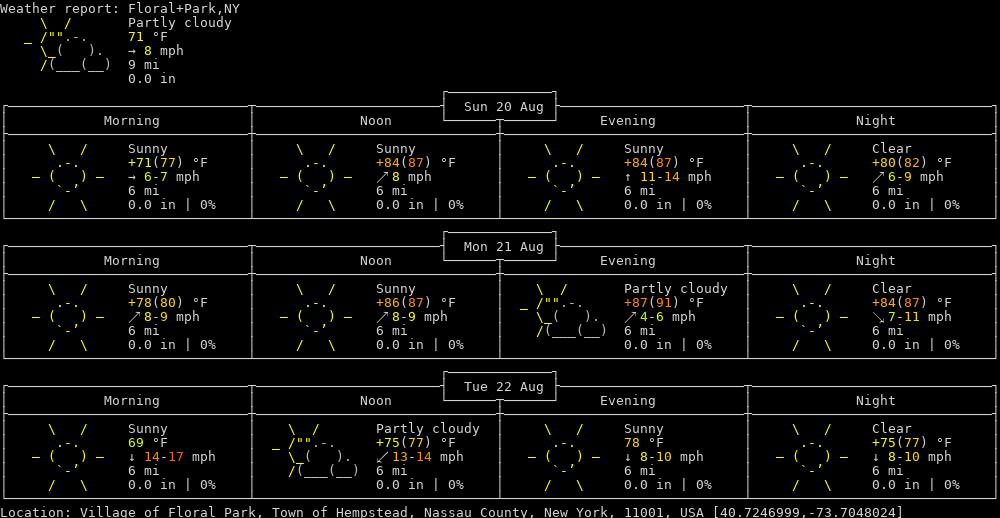 Weather report: Floral+Park,NY
Partly cloudy
71 °F
→ 8 mph
9 mi
0.0 in
Sun 20 Aug
Morning Noon Evening Night
Sunny Sunny Sunny Clear
+71(77) °F +84(87) °F +84(87) °F +80(82) °F
→ 6-7 mph ↗ 8 mph ↑ 11-14 mph ↗ 6-9 mph
6 mi 6 mi 6 mi 6 mi
0.0 in | 0% 0.0 in | 0% 0.0 in | 0% 0.0 in | 0%
Mon 21 Aug
Morning Noon Evening Night
Sunny Sunny Partly cloudy Clear
+78(80) °F +86(87) °F +87(91) °F +84(87) °F
↗ 8-9 mph ↗ 8-9 mph ↗ 4-6 mph ↘ 7-11 mph
6 mi 6 mi 6 mi 6 mi
0.0 in | 0% 0.0 in | 0% 0.0 in | 0% 0.0 in | 0%
Tue 22 Aug
Morning Noon Evening Night
Sunny Partly cloudy Sunny Clear
69 °F +75(77) °F 78 °F +75(77) °F
↓ 14-17 mph ↙ 13-14 mph ↓ 8-10 mph ↓ 8-10 mph
6 mi 6 mi 6 mi 6 mi
0.0 in | 0% 0.0 in | 0% 0.0 in | 0% 0.0 in | 0%
Location: Village of Floral Park, Town of Hempstead, Nassau County, New York, 11001, USA [40.7246999,-73.7048024]